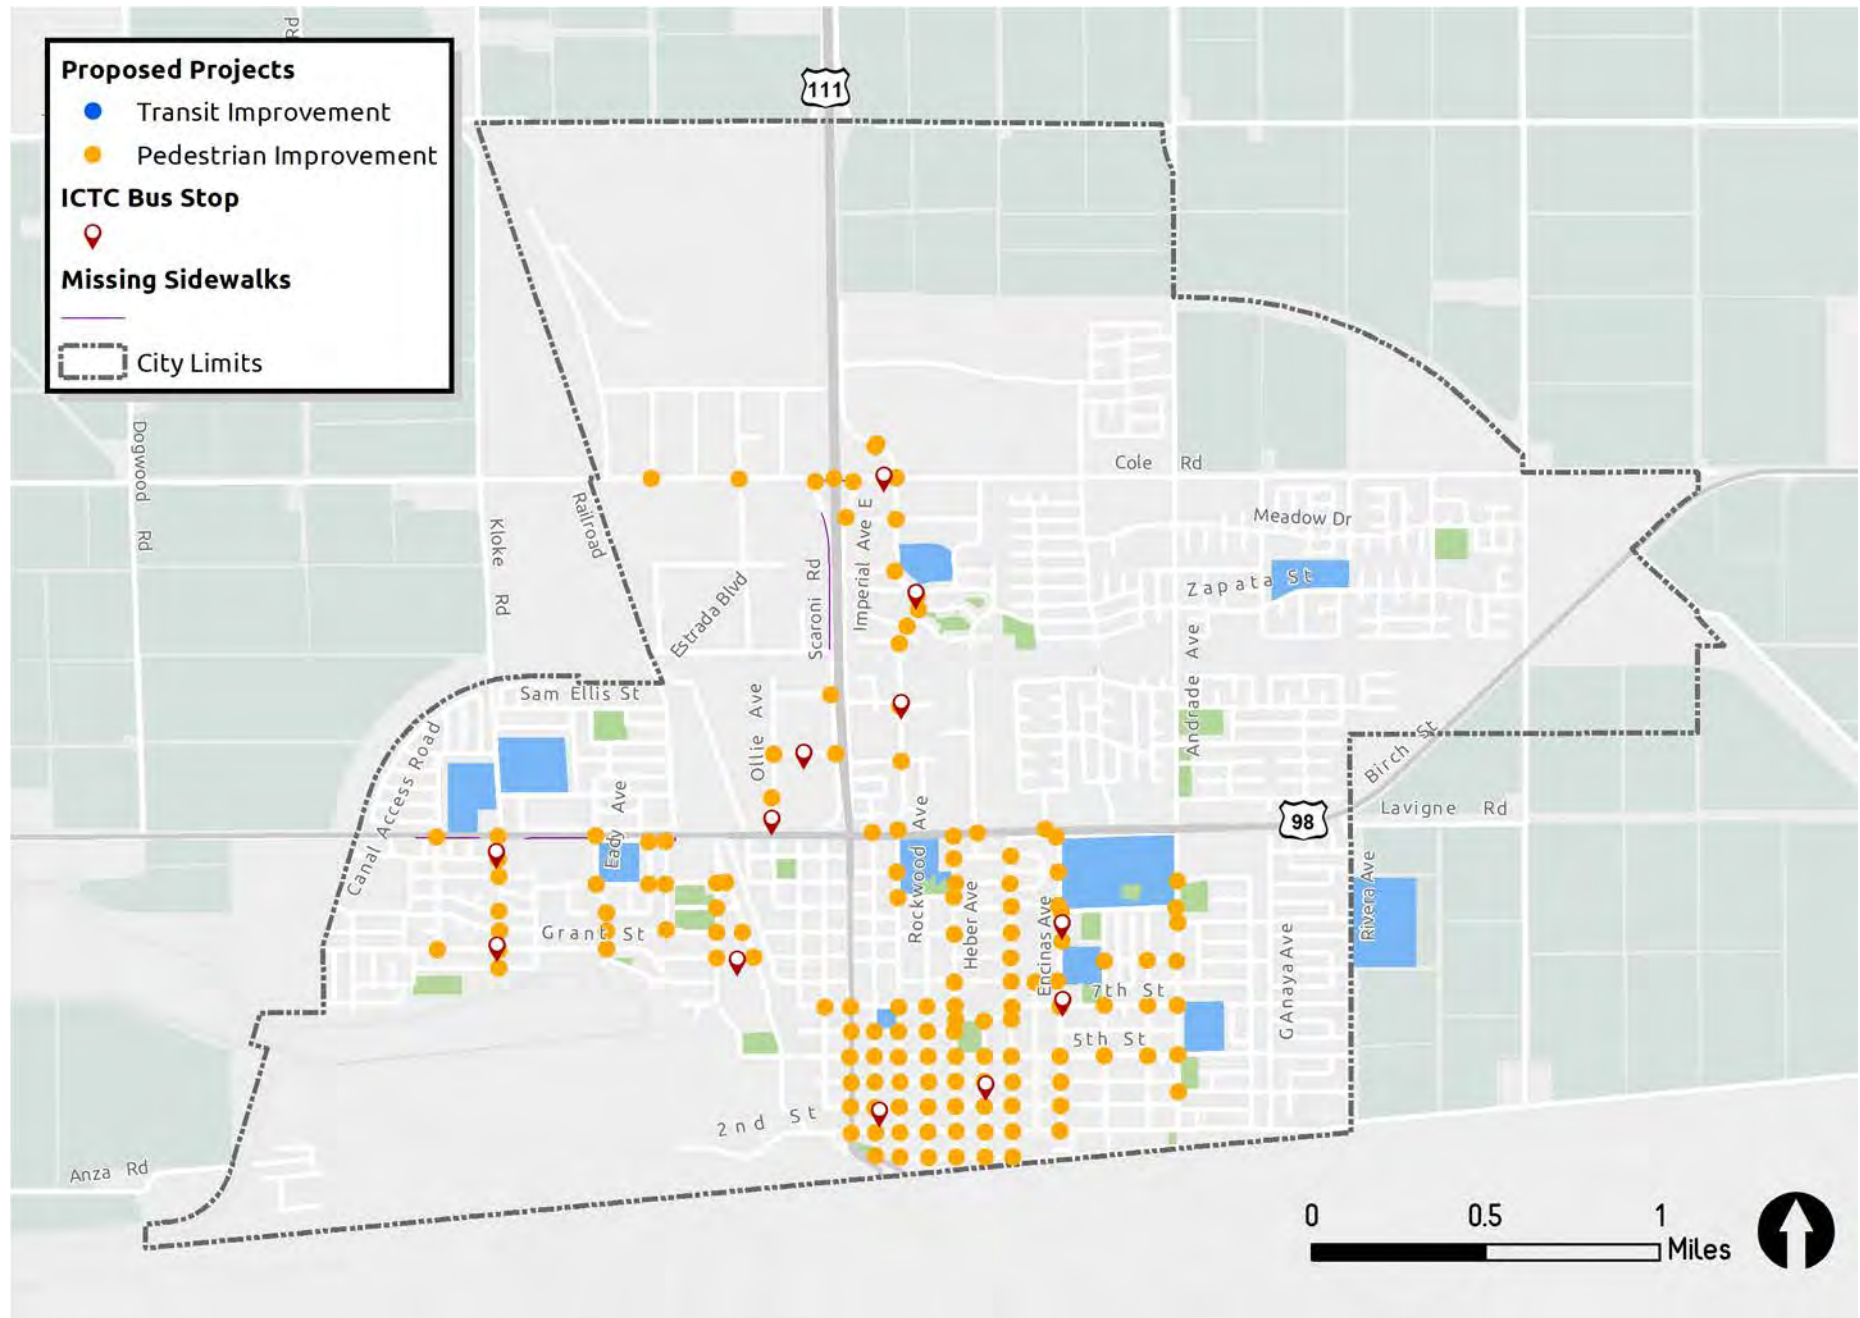 Rd
Proposed Projects
Transit Improvement
Pedestrian Improvement
ICTC Bus Stop
Missing Sidewalks
City Limits
111
Dogwood Rd
Kloke Rd
Railroad
Cole Rd
Meadow Dr
Zapata St
Imperial Ave E
Scaroni Rd
Estrada Blvd
Sam Ellis St
Canal Access Road
Ollie Ave
Andrade Ave
Birch St
Lavigne Rd
98
Eady Ave
Rockwood Ave
Heber Ave
Encinas Ave
Rivera Ave
G Anaya Ave
Grant St
7th St
5th St
2nd St
Anza Rd
0 0.5 1
Miles